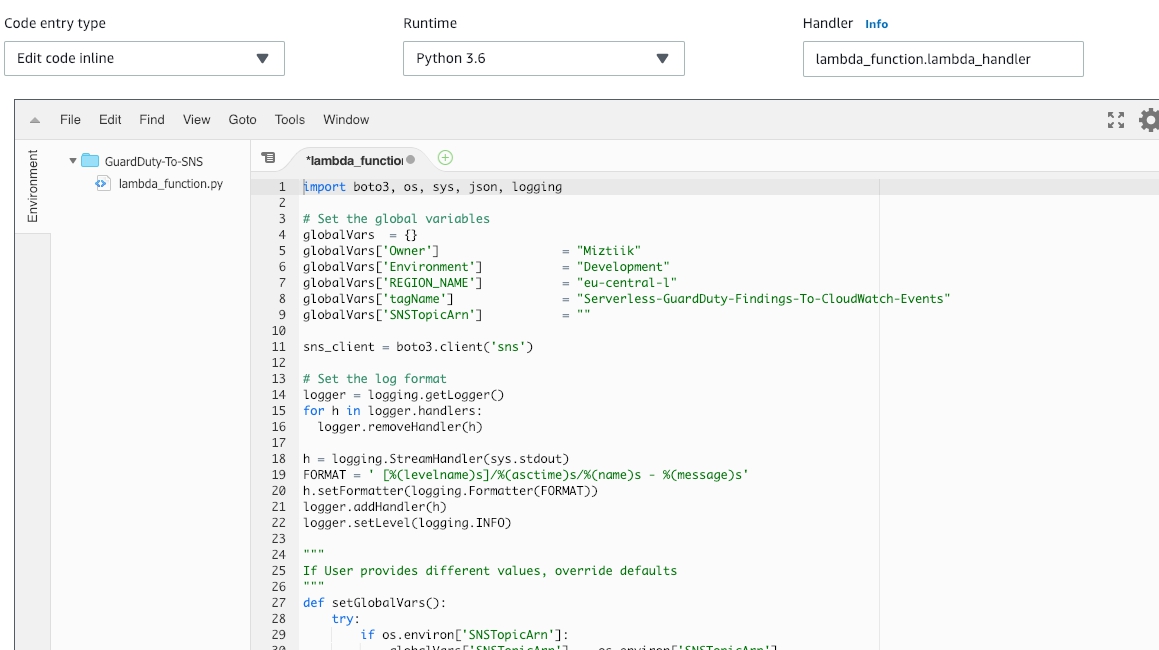 Code entry type
Runtime
Handler Info
Edit code inline
Python 3.6
lambda_function.lambda_handler
File Edit Find View Goto Tools Window
Environment
GuardDuty-To-SNS
lambda_function.py
*lambda_function
1 import boto3, os, sys, json, logging
2
3 # Set the global variables
4 globalVars  = {}
5 globalVars['Owner']                 = "Miztiik"
6 globalVars['Environment']           = "Development"
7 globalVars['REGION_NAME']           = "eu-central-1"
8 globalVars['tagName']               = "Serverless-GuardDuty-Findings-To-CloudWatch-Events"
9 globalVars['SNSTopicArn']           = ""
10
11 sns_client = boto3.client('sns')
12
13 # Set the log format
14 logger = logging.getLogger()
15 for h in logger.handlers:
16   logger.removeHandler(h)
17
18 h = logging.StreamHandler(sys.stdout)
19 FORMAT = ' [%(levelname)s]/%(asctime)s/%(name)s - %(message)s'
20 h.setFormatter(logging.Formatter(FORMAT))
21 logger.addHandler(h)
22 logger.setLevel(logging.INFO)
23
24 """
25 If User provides different values, override defaults
26 """
27 def setGlobalVars():
28     try:
29         if os.environ['SNSTopicArn']:
30             globalVars['SNSTopicArn'] = os.environ['SNSTopicArn']